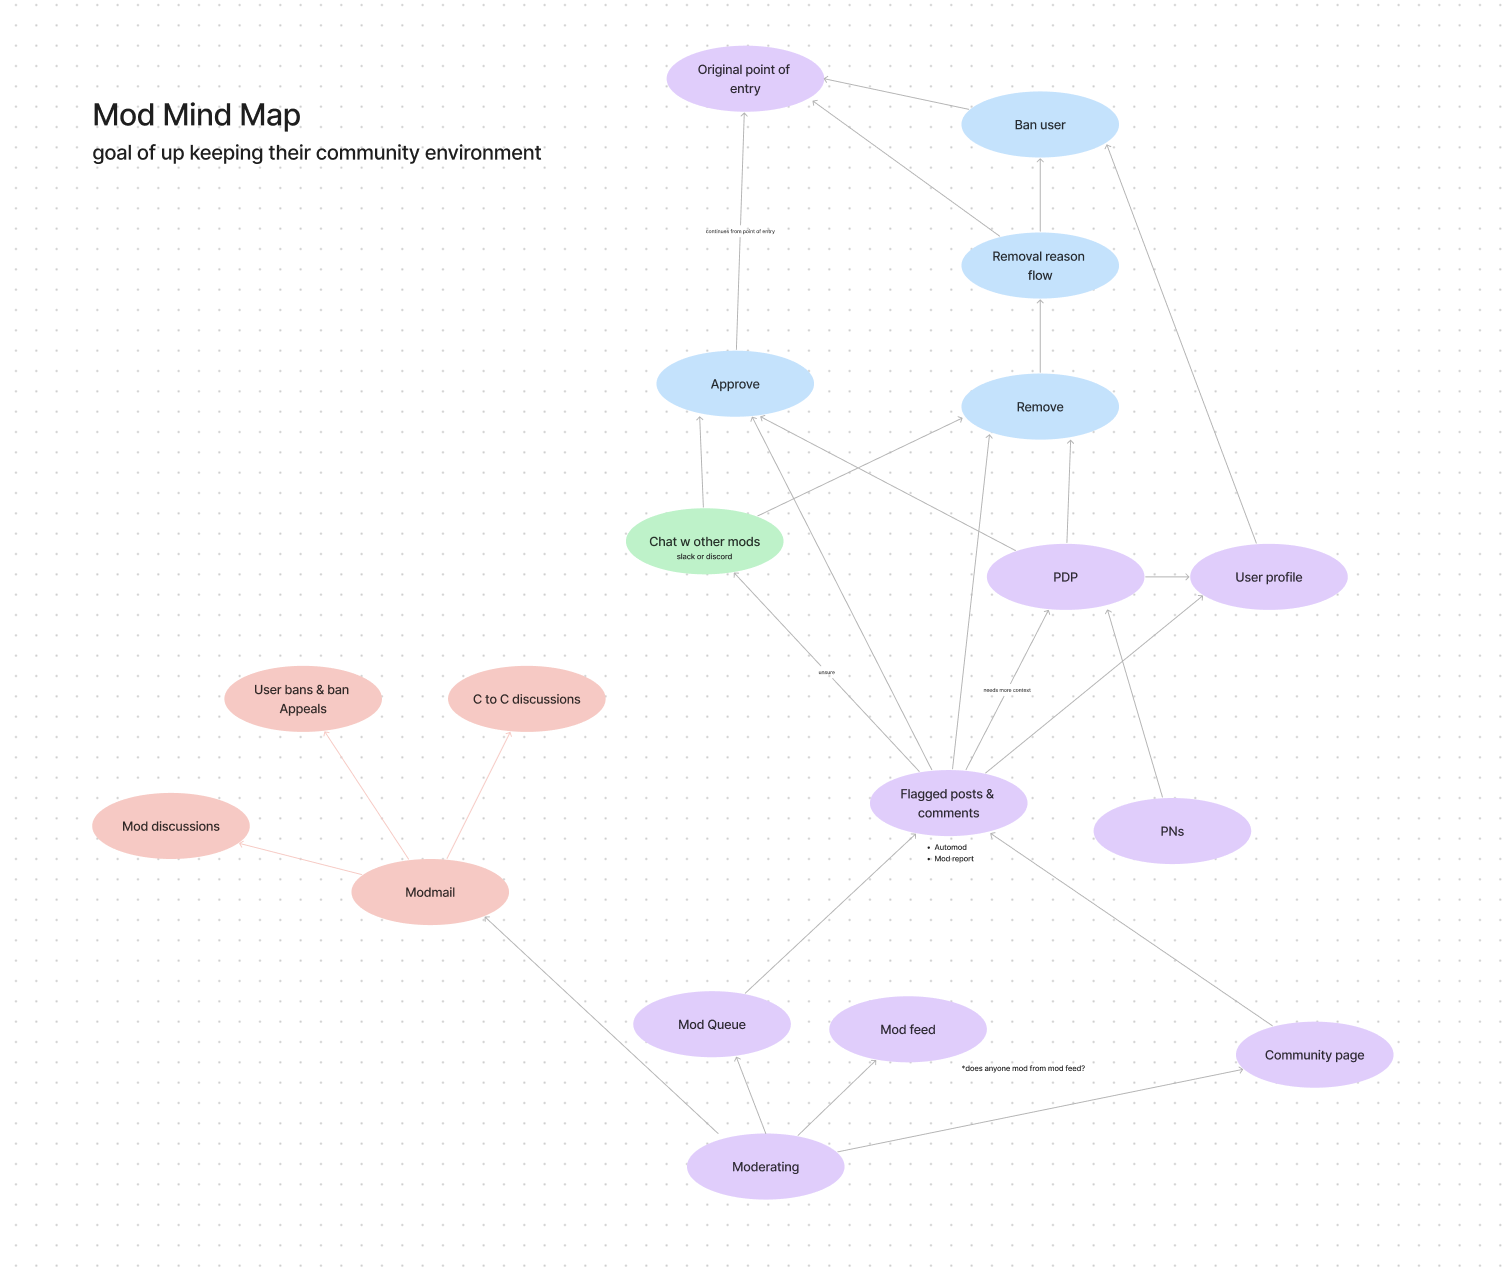 Mod Mind Map
goal of up keeping their community environment
Original point of
entry
Ban user
continues from point of entry
Removal reason
flow
Approve
Remove
Chat w other mods
slack or discord
PDP
User profile
unsure
needs more context
User bans & ban
Appeals
C to C discussions
Mod discussions
Modmail
Flagged posts &
comments
• Automod
• Mod report
PNs
Mod Queue
Mod feed
*does anyone mod from mod feed?
Community page
Moderating